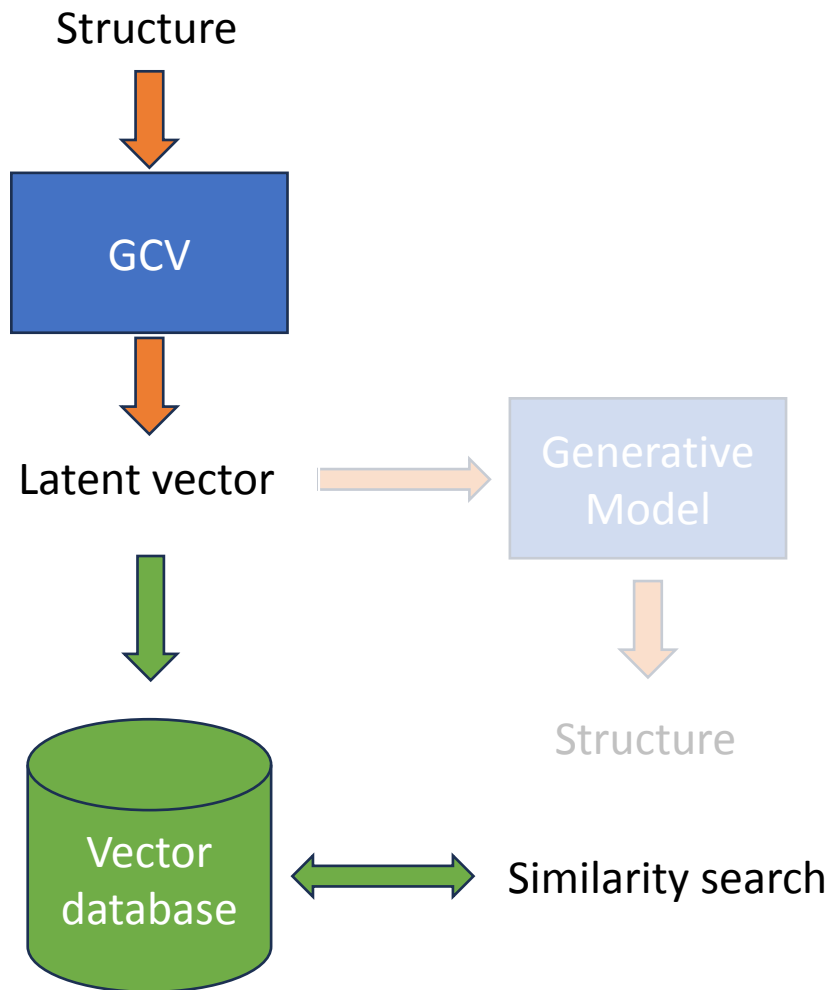 Structure
GCV
Latent vector
Generative
Model
Structure
Vector
database
Similarity search